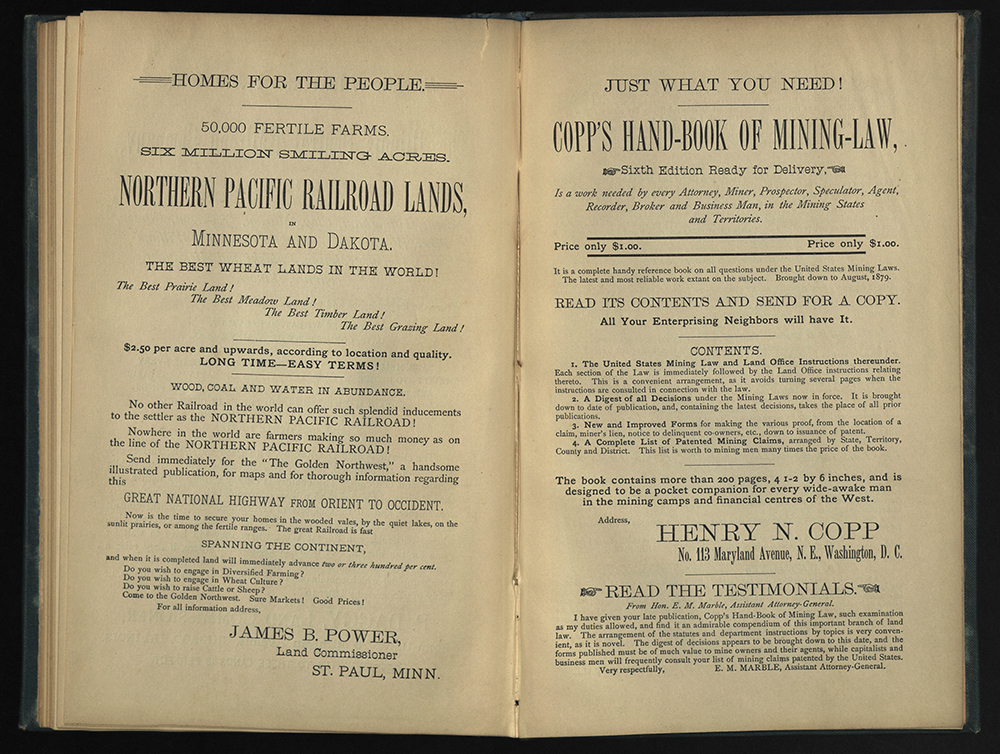 HOMES FOR THE PEOPLE.
50,000 FERTILE FARMS.
SIX MILLION SMILING ACRES.
NORTHERN PACIFIC RAILROAD LANDS,
IN
MINNESOTA AND DAKOTA.
THE BEST WHEAT LANDS IN THE WORLD!
The Best Prairie Land!
The Best Meadow Land!
The Best Timber Land!
The Best Grazing Land!
$2.50 per acre and upwards, according to location and quality.
LONG TIME—EASY TERMS!
WOOD, COAL AND WATER IN ABUNDANCE.
No other Railroad in the world can offer such splendid inducements
to the settler as the NORTHERN PACIFIC RAILROAD!
Nowhere in the world are farmers making so much money as on
the line of the NORTHERN PACIFIC RAILROAD!
Send immediately for the "The Golden Northwest," a handsome
illustrated publication, for maps and for thorough information regarding
this
GREAT NATIONAL HIGHWAY FROM ORIENT TO OCCIDENT.
Now is the time to secure your homes in the wooded vales, by the quiet lakes, on the
sunlit prairies, or among the fertile ranges. The great Railroad is fast
SPANNING THE CONTINENT,
and when it is completed land will immediately advance two or three hundred per cent.
Do you wish to engage in Diversified Farming?
Do you wish to engage in Wheat Culture?
Do you wish to raise Cattle or Sheep?
Come to the Golden Northwest. Sure Markets! Good Prices!
For all information address,
JAMES B. POWER,
Land Commissioner
ST. PAUL, MINN.
JUST WHAT YOU NEED!
COPP'S HAND-BOOK OF MINING-LAW,
Sixth Edition Ready for Delivery,
Is a work needed by every Attorney, Miner, Prospector, Speculator, Agent,
Recorder, Broker and Business Man, in the Mining States
and Territories.
Price only $1.00. Price only $1.00.
It is a complete handy reference book on all questions under the United States Mining Laws.
The latest and most reliable work extant on the subject. Brought down to August, 1879.
READ ITS CONTENTS AND SEND FOR A COPY.
All Your Enterprising Neighbors will have It.
CONTENTS.
1. The United States Mining Law and Land Office Instructions thereunder.
Each section of the Law is immediately followed by the Land Office instructions relating
thereto. This is a convenient arrangement, as it avoids turning several pages when the
instructions are consulted in connection with the law.
2. A Digest of all Decisions under the Mining Laws now in force. It is brought
down to date of publication, and, containing the latest decisions, takes the place of all prior
publications.
3. New and Improved Forms for making the various proof, from the location of a
claim, miner's lien, notice to delinquent co-owners, etc., down to issuance of patent.
4. A Complete List of Patented Mining Claims, arranged by State, Territory,
County and District. This list is worth to mining men many times the price of the book.
The book contains more than 200 pages, 4 1-2 by 6 inches, and is
designed to be a pocket companion for every wide-awake man
in the mining camps and financial centres of the West.
Address,
HENRY N. COPP
No. 113 Maryland Avenue, N. E., Washington, D. C.
READ THE TESTIMONIALS.
From Hon. E. M. Marble, Assistant Attorney-General.
I have given your late publication, Copp's Hand-Book of Mining Law, such examination
as my duties allowed, and find it an admirable compendium of this important branch of land
law. The arrangement of the statutes and department instructions by topics is very conven-
ient, as it is novel. The digest of decisions appears to be brought down to this date, and the
forms published must be of much value to mine owners and their agents, while capitalists and
business men will frequently consult your list of mining claims patented by the United States.
Very respectfully, E. M. MARBLE, Assistant Attorney-General.